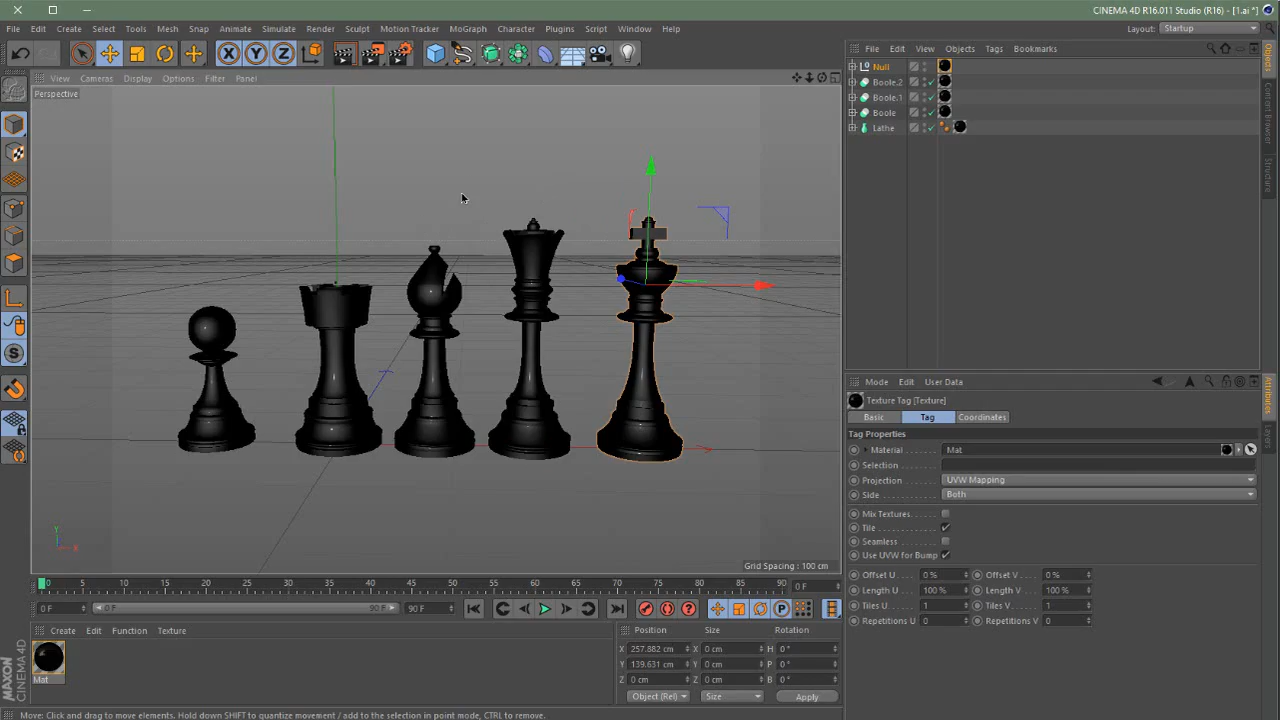 CINEMA 4D R16.011 Studio (R16) - [1.ai *]
File Edit Create Select Tools Mesh Snap Animate Simulate Render Sculpt Motion Tracker MoGraph Character Plugins Script Window Help
Layout: Startup
X Y Z
File Edit View Objects Tags Bookmarks
View Cameras Display Options Filter Panel
Perspective
Null
Boole.2
Boole.1
Boole
Lathe
Objects
Content Browser
Structure
Mode Edit User Data
Texture Tag [Texture]
Basic Tag Coordinates
Tag Properties
Material Mat
Selection
Projection UVW Mapping
Side Both
Mix Textures
Tile
Seamless
Use UVW for Bump
Offset U 0 % Offset V 0 %
Length U 100 % Length V 100 %
Tiles U 1 Tiles V 1
Repetitions U 0 Repetitions V 0
Attributes
Layers
Y
X
Grid Spacing : 100 cm
0 5 10 15 20 25 30 35 40 45 50 55 60 65 70 75 80 85 90
0 F
0 F 0 F 90 F 90 F
Create Edit Function Texture
Mat
Position Size Rotation
X 257.882 cm X 0 cm H 0 °
Y 139.631 cm Y 0 cm P 0 °
Z 0 cm Z 0 cm B 0 °
Object (Rel) Size Apply
MAXON
CINEMA 4D
Move: Click and drag to move elements. Hold down SHIFT to quantize movement / add to the selection in point mode, CTRL to remove.